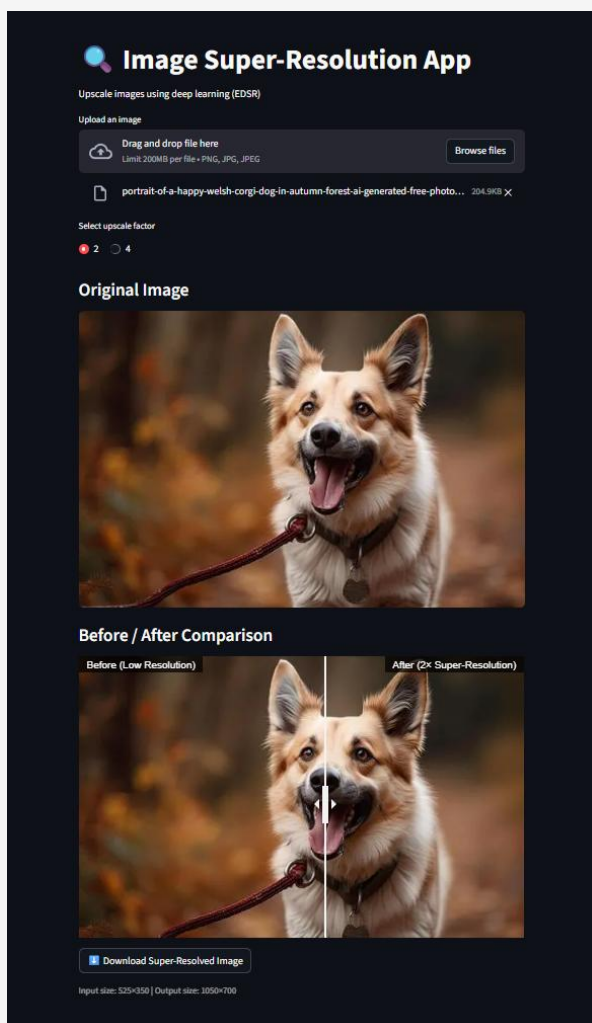 Image Super-Resolution App
Upscale images using deep learning (EDSR)
Upload an image
Drag and drop file here
Limit 200MB per file • PNG, JPG, JPEG
Browse files
portrait-of-a-happy-welsh-corgi-dog-in-autumn-forest-ai-generated-free-photo... 204.9KB
Select upscale factor
2 4
Original Image
Before / After Comparison
Before (Low Resolution) After (2× Super-Resolution)
Download Super-Resolved Image
Input size: 525×350 | Output size: 1050×700